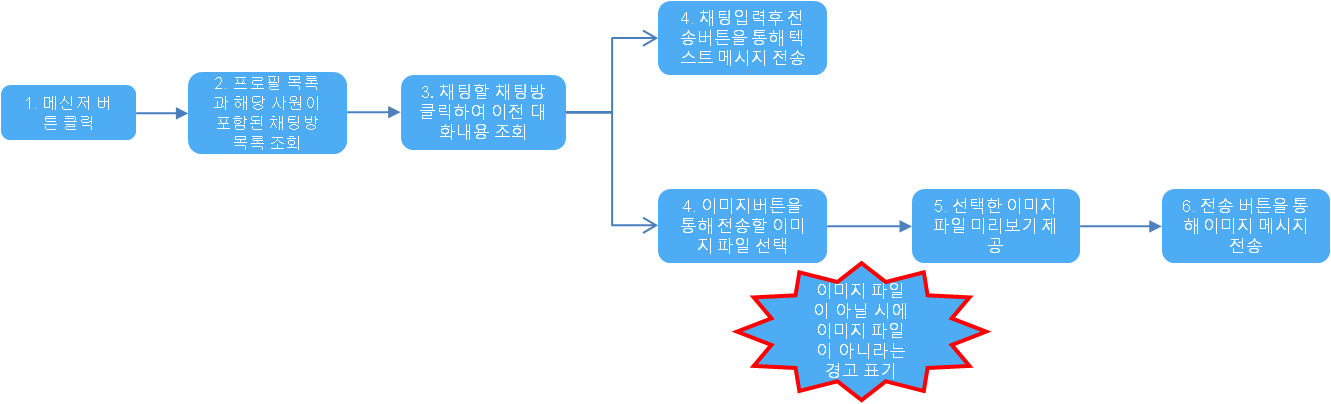 1. 메신저 버
튼 클릭
2. 프로필 목록
과 해당 사원이
포함된 채팅방
목록 조회
3. 채팅할 채팅방
클릭하여 이전 대
화내용 조회
4. 채팅입력후 전
송버튼을 통해 텍
스트 메시지 전송
4. 이미지버튼을
통해 전송할 이미
지 파일 선택
5. 선택한 이미지
파일 미리보기 제
공
6. 전송 버튼을 통
해 이미지 메시지
전송
이미지 파일
이 아닐 시에
이미지 파일
이 아니라는
경고 표기